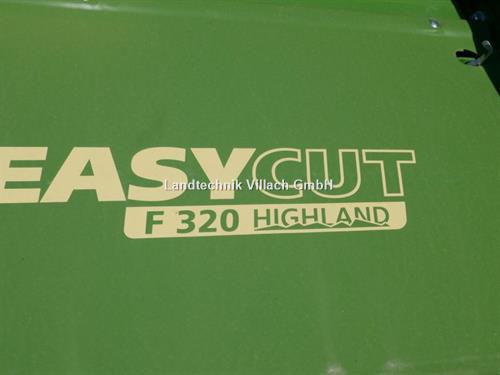 EASYCUT
Landtechnik Villach GmbH
F 320 HIGHLAND